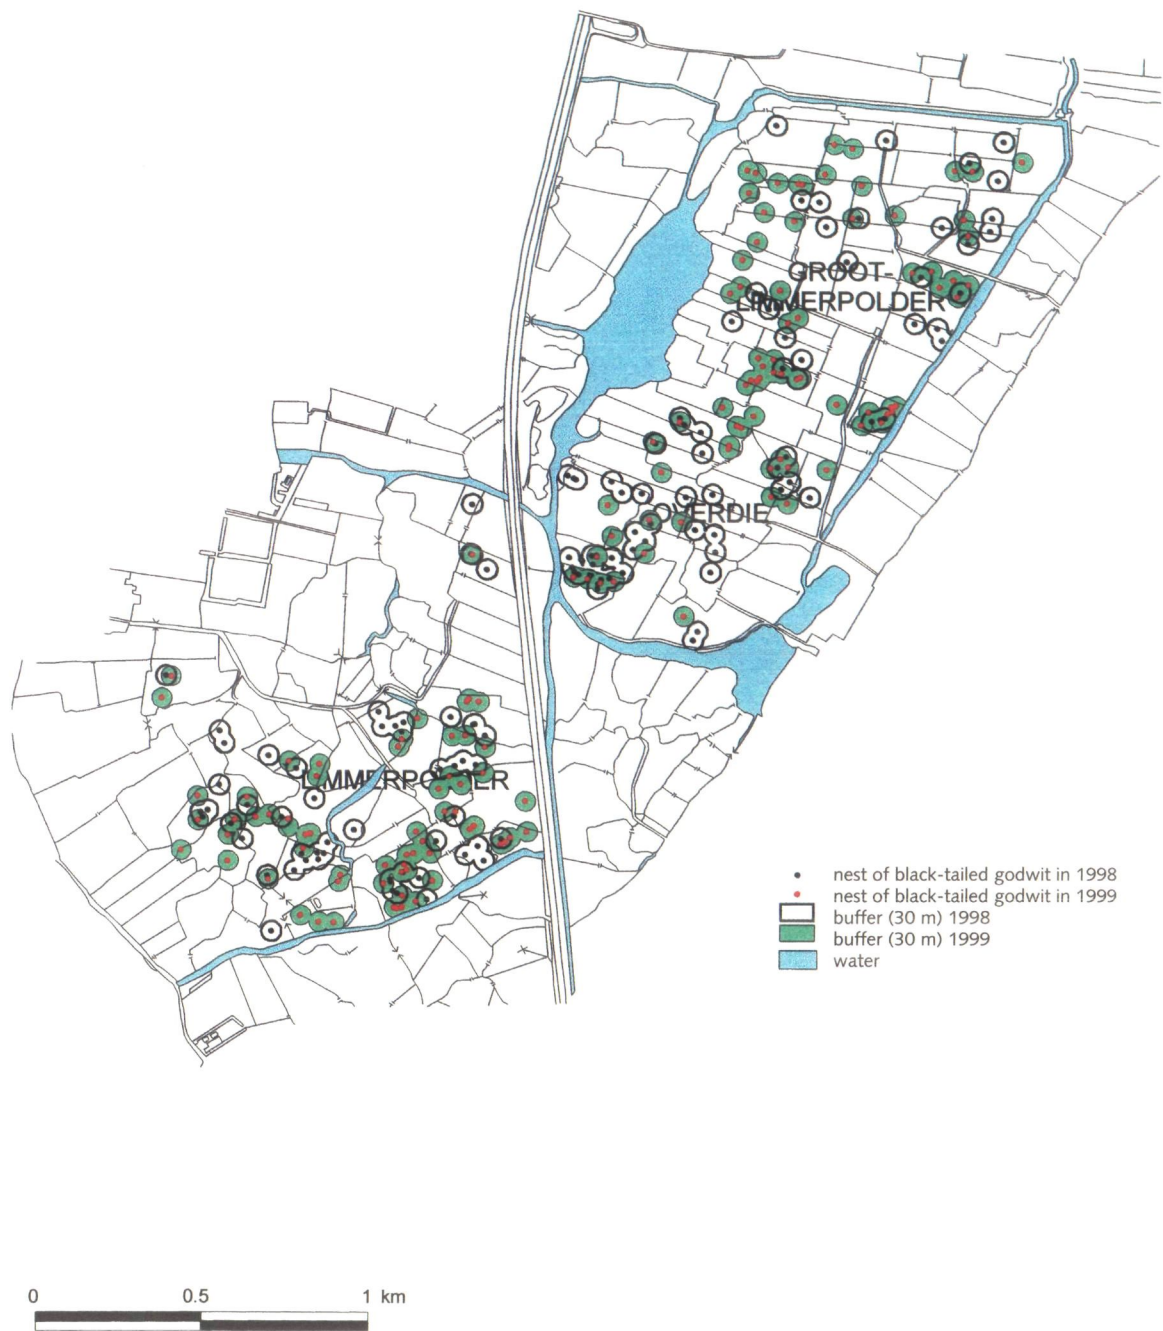 GROOT-
LIMMERPOLDER
OVERDIE
LIMMERPOLDER
nest of black-tailed godwit in 1998
nest of black-tailed godwit in 1999
buffer (30 m) 1998
buffer (30 m) 1999
water
0 0.5 1 km